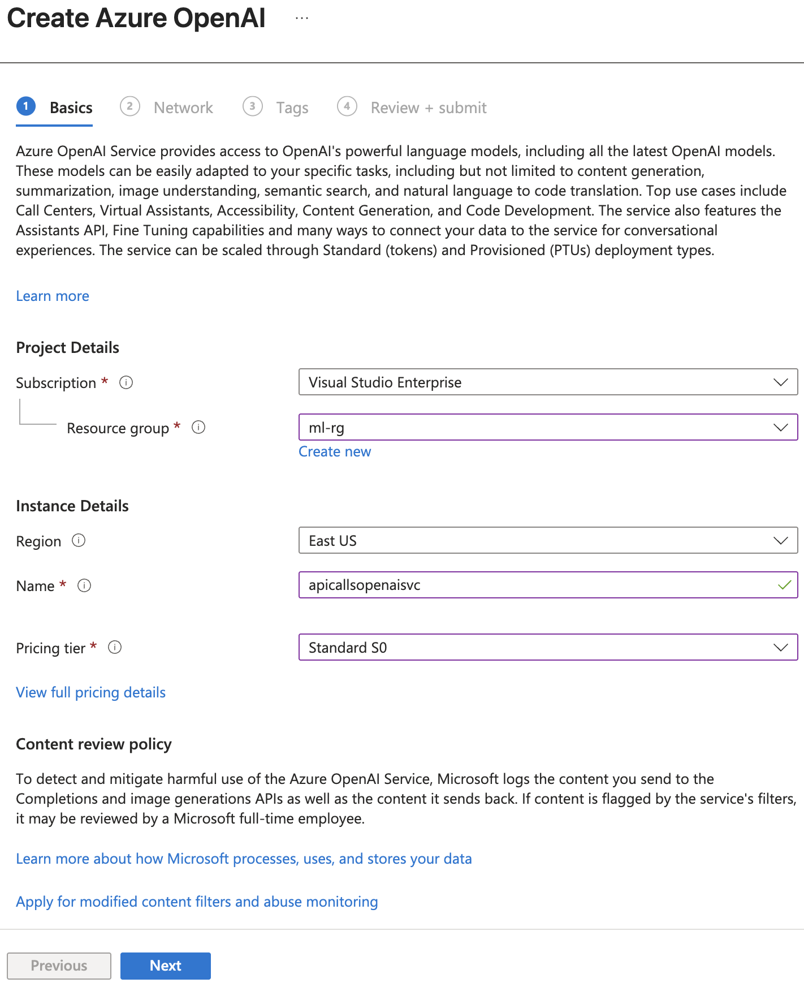 Create Azure OpenAI ...
1 Basics 2 Network 3 Tags 4 Review + submit
Azure OpenAI Service provides access to OpenAI's powerful language models, including all the latest OpenAI models.
These models can be easily adapted to your specific tasks, including but not limited to content generation,
summarization, image understanding, semantic search, and natural language to code translation. Top use cases include
Call Centers, Virtual Assistants, Accessibility, Content Generation, and Code Development. The service also features the
Assistants API, Fine Tuning capabilities and many ways to connect your data to the service for conversational
experiences. The service can be scaled through Standard (tokens) and Provisioned (PTUs) deployment types.
Learn more
Project Details
Subscription * Visual Studio Enterprise
Resource group * ml-rg
Create new
Instance Details
Region East US
Name * apicallsopenaisvc
Pricing tier * Standard S0
View full pricing details
Content review policy
To detect and mitigate harmful use of the Azure OpenAI Service, Microsoft logs the content you send to the
Completions and image generations APIs as well as the content it sends back. If content is flagged by the service's filters,
it may be reviewed by a Microsoft full-time employee.
Learn more about how Microsoft processes, uses, and stores your data
Apply for modified content filters and abuse monitoring
Previous Next